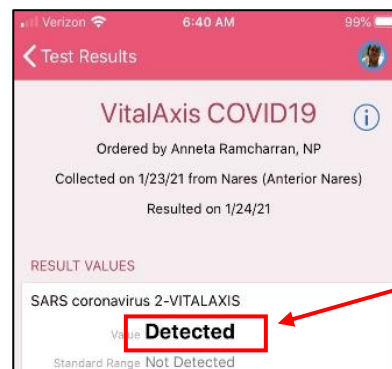 Verizon 6:40 AM 99%
Test Results
VitalAxis COVID19
Ordered by Anneta Ramcharran, NP
Collected on 1/23/21 from Nares (Anterior Nares)
Resulted on 1/24/21
RESULT VALUES
SARS coronavirus 2-VITALAXIS
Value Detected
Standard Range Not Detected